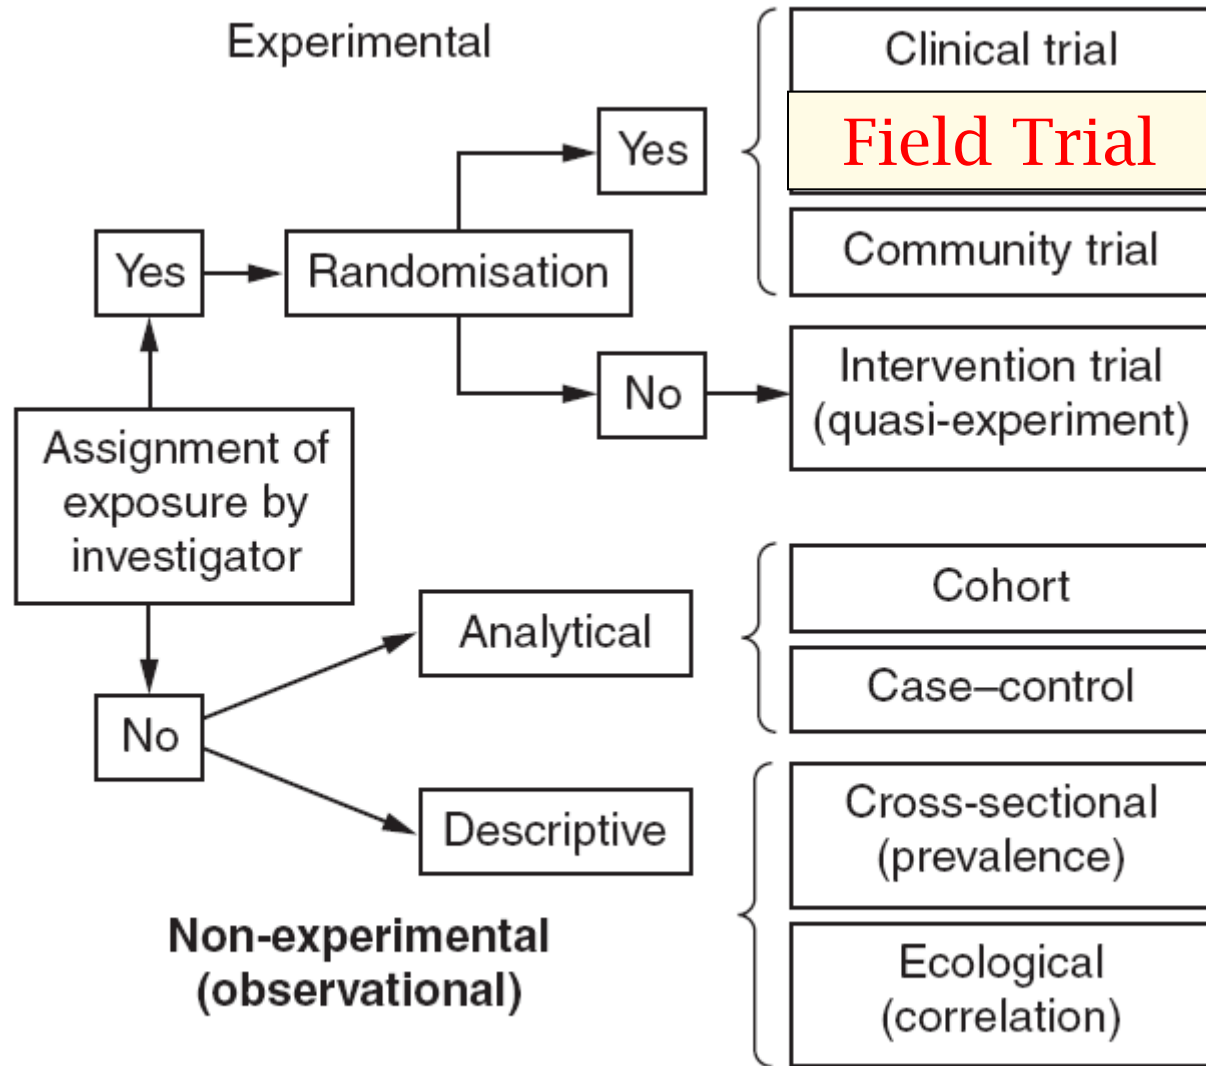 Experimental
Clinical trial
Field Trial
Yes
Community trial
Yes
Randomisation
Intervention trial
(quasi-experiment)
No
Assignment of
exposure by
investigator
Cohort
Analytical
Case–control
No
Cross-sectional
(prevalence)
Descriptive
Non-experimental
(observational)
Ecological
(correlation)